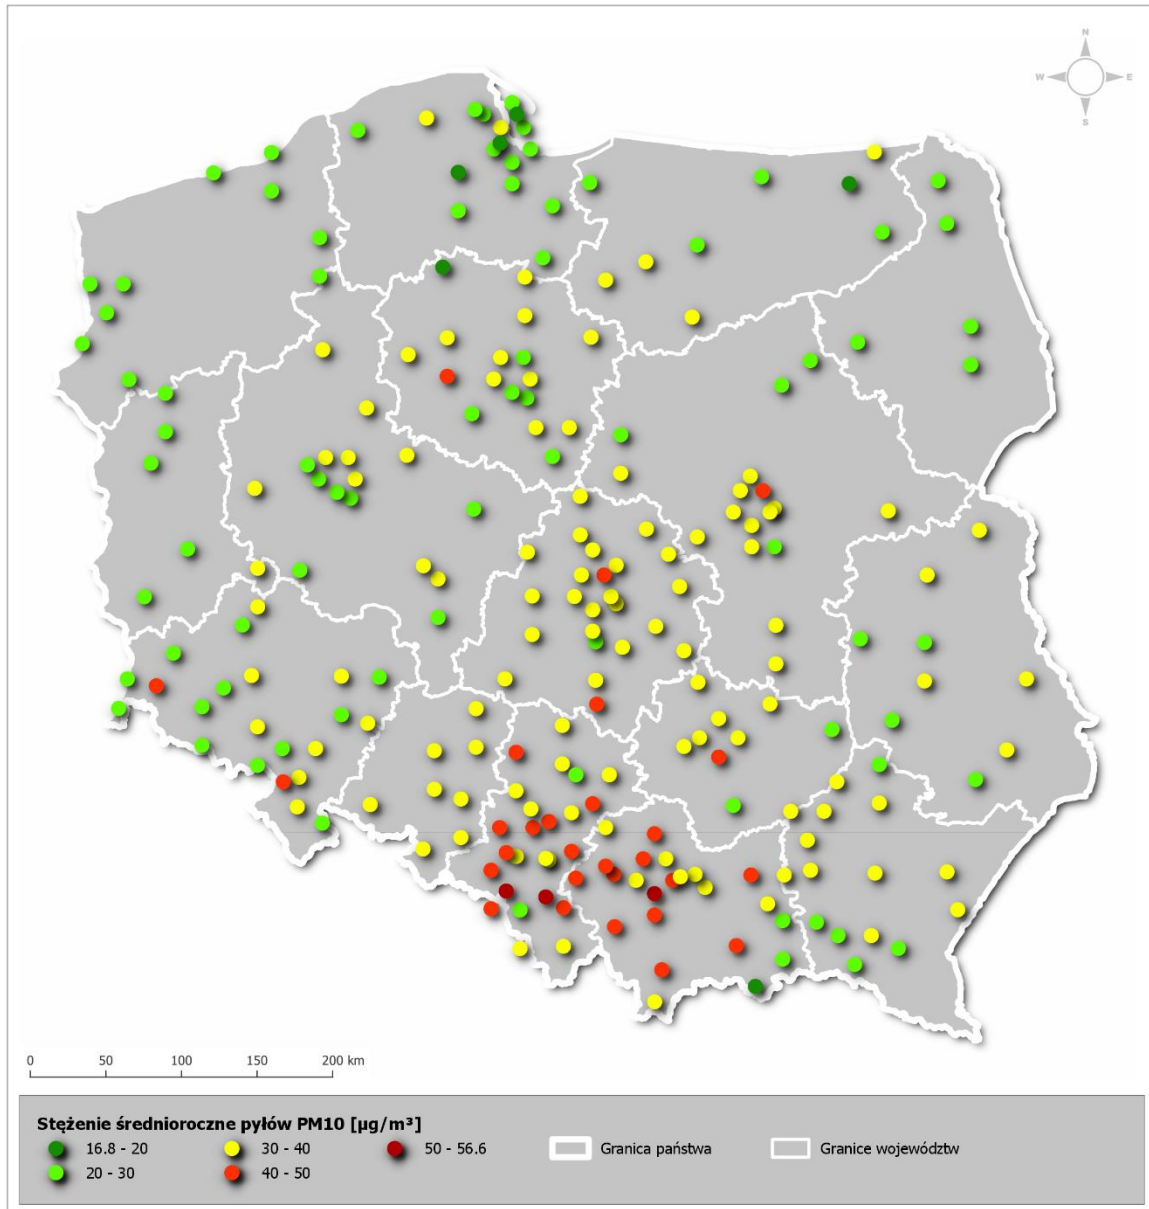 N
W E
S
0 50 100 150 200 km
Stężenie średnioroczne pyłów PM10 [µg/m³]
16.8 - 20 30 - 40 50 - 56.6 Granica państwa Granice województw
20 - 30 40 - 50